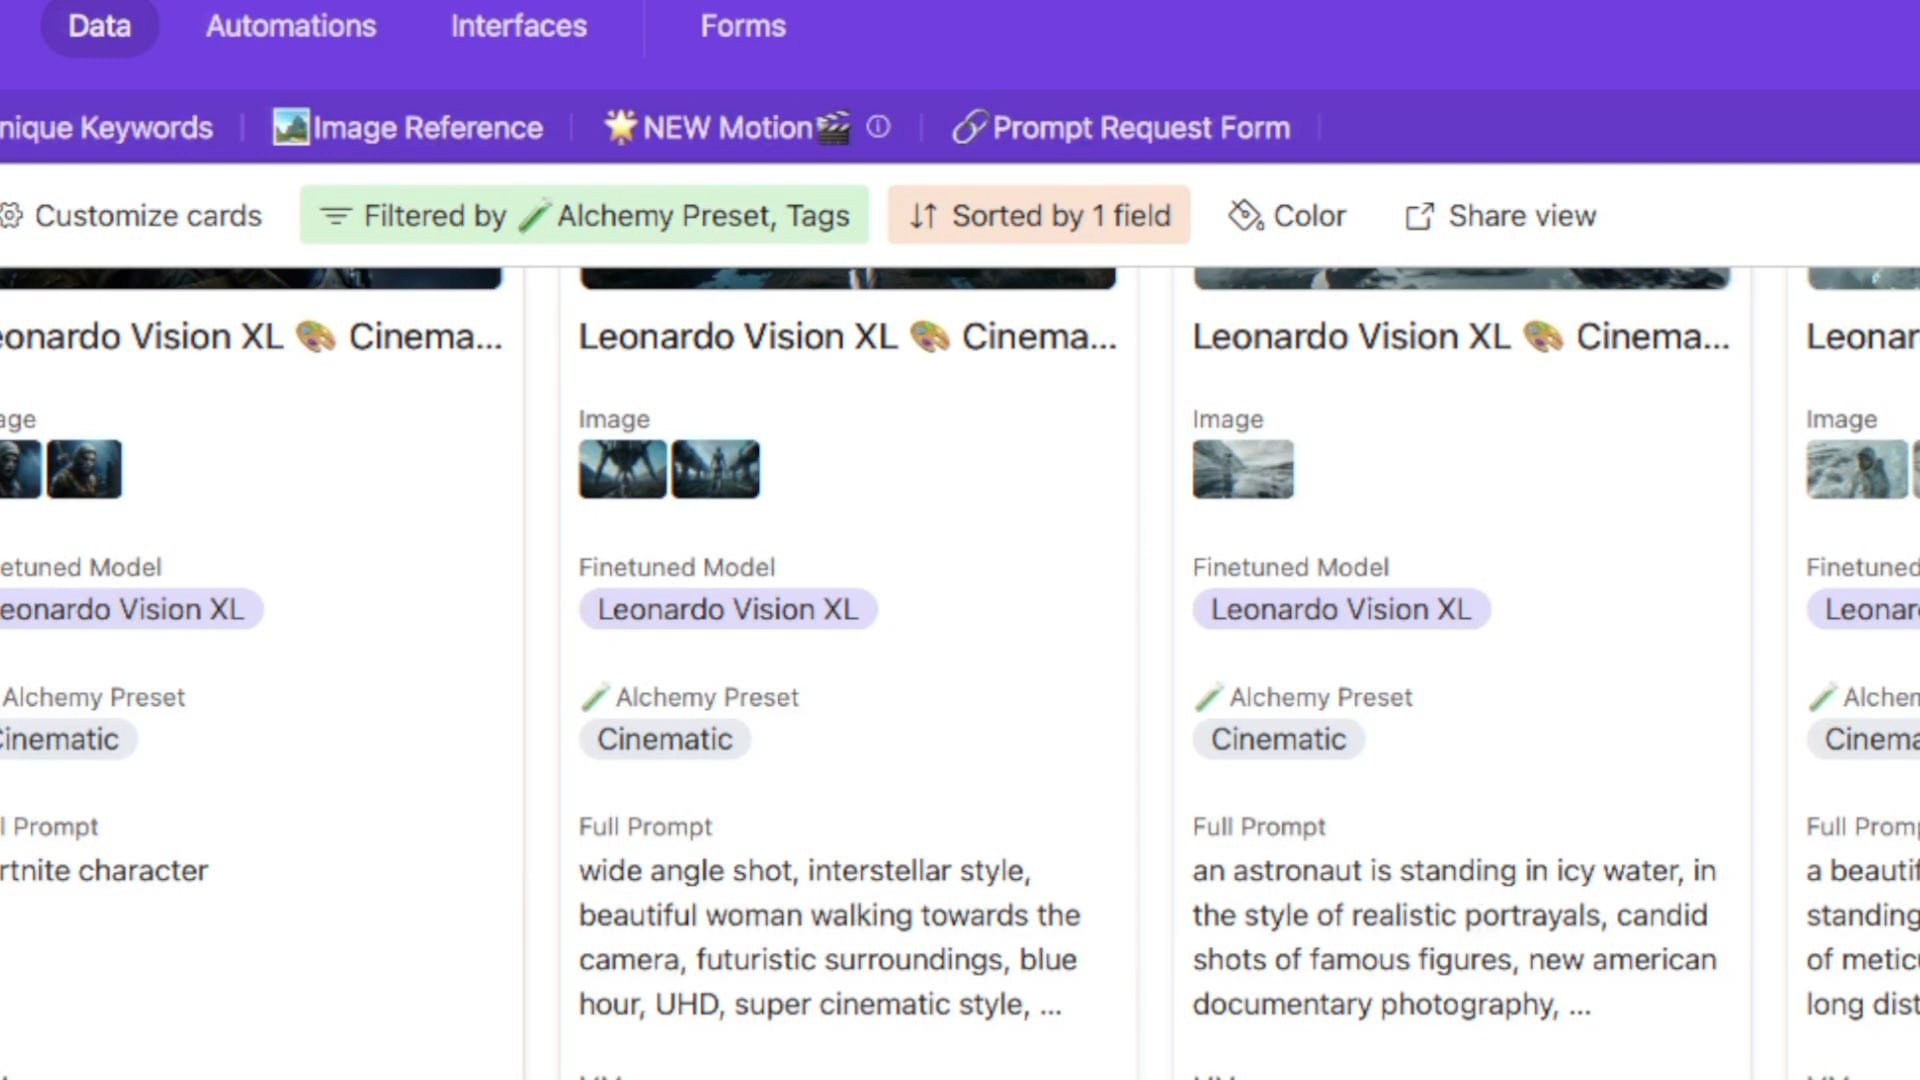 Data Automations Interfaces Forms
nique Keywords Image Reference NEW Motion Prompt Request Form
Customize cards Filtered by Alchemy Preset, Tags Sorted by 1 field Color Share view
eonardo Vision XL Cinema...
age
etuned Model
eonardo Vision XL
Alchemy Preset
Cinematic
l Prompt
rtnite character
Leonardo Vision XL Cinema...
Image
Finetuned Model
Leonardo Vision XL
Alchemy Preset
Cinematic
Full Prompt
wide angle shot, interstellar style,
beautiful woman walking towards the
camera, futuristic surroundings, blue
hour, UHD, super cinematic style, ...
Leonardo Vision XL Cinema...
Image
Finetuned Model
Leonardo Vision XL
Alchemy Preset
Cinematic
Full Prompt
an astronaut is standing in icy water, in
the style of realistic portrayals, candid
shots of famous figures, new american
documentary photography, ...
Leonar
Image
Finetuned
Leonar
Alchem
Cinema
Full Promp
a beautif
standing
of meticu
long dist